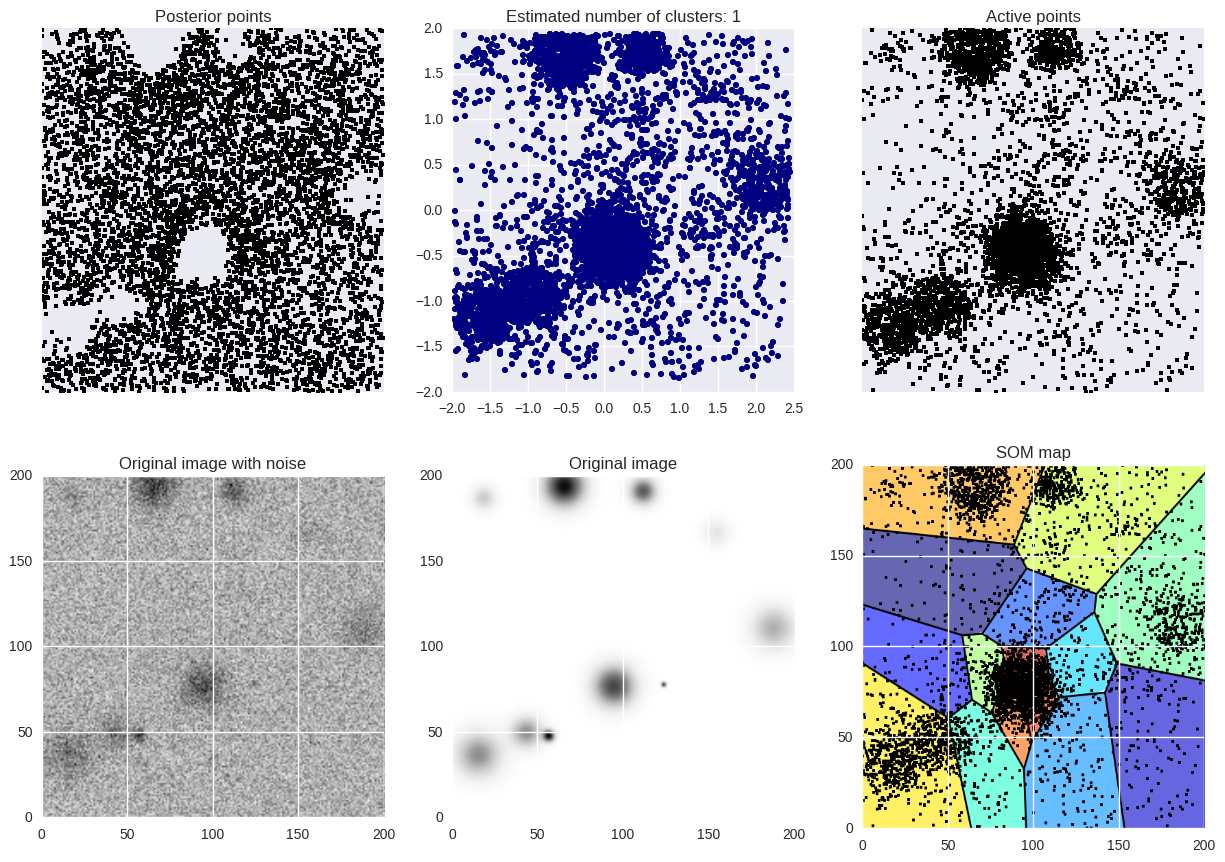 Posterior points
Estimated number of clusters: 1
Active points
2.0
1.5
1.0
0.5
0.0
−0.5
−1.0
−1.5
−2.0
−2.0 −1.5 −1.0 −0.5 0.0 0.5 1.0 1.5 2.0 2.5
Original image with noise
Original image
SOM map
200
150
100
50
0
0 50 100 150 200
200
150
100
50
0
0 50 100 150 200
200
150
100
50
0
0 50 100 150 200